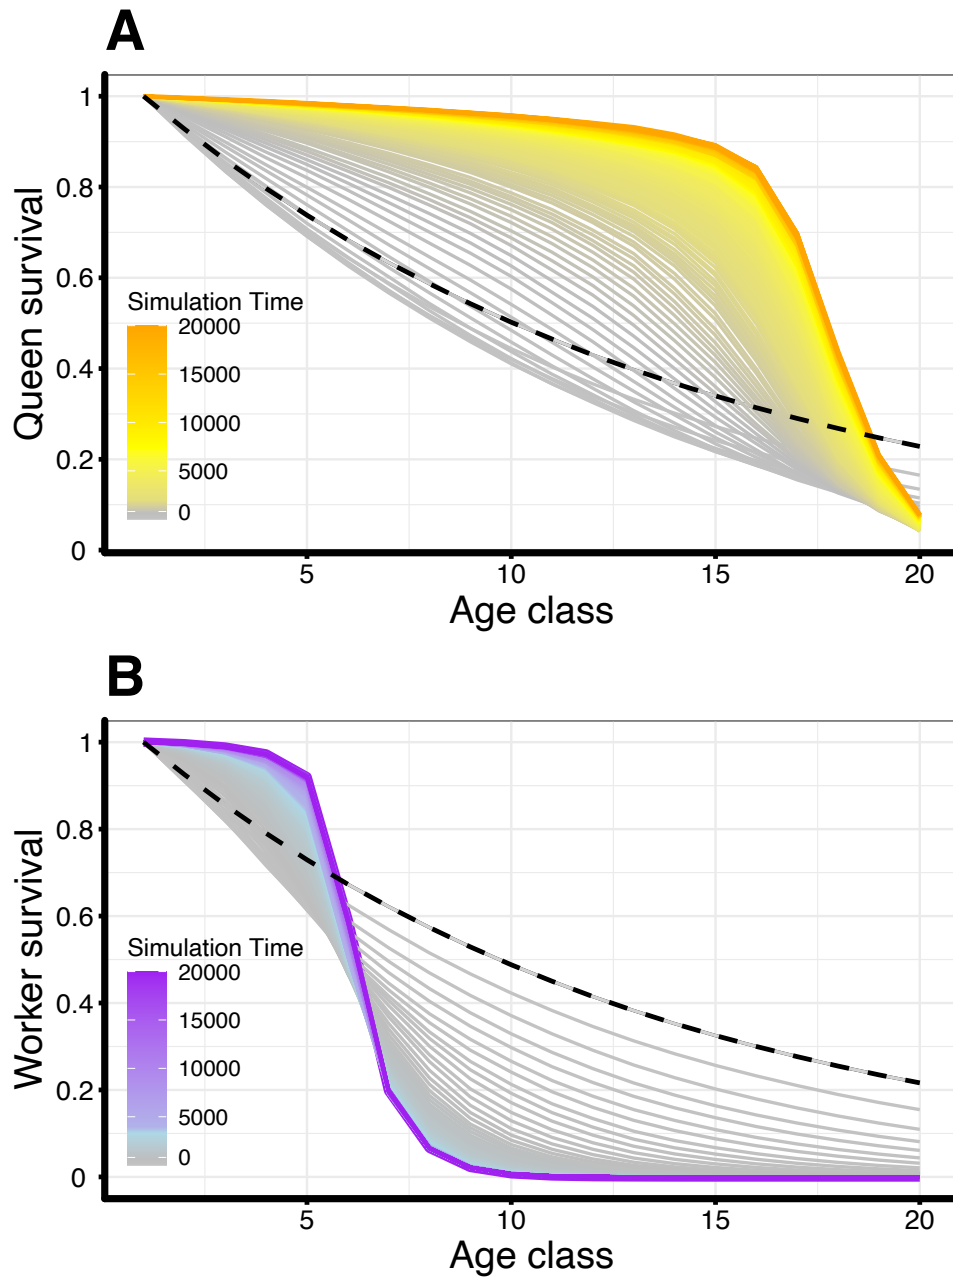 A
Queen survival
1
0.8
0.6
0.4
0.2
0
Simulation Time
20000
15000
10000
5000
0
5 10 15 20
Age class
B
Worker survival
1
0.8
0.6
0.4
0.2
0
Simulation Time
20000
15000
10000
5000
0
5 10 15 20
Age class